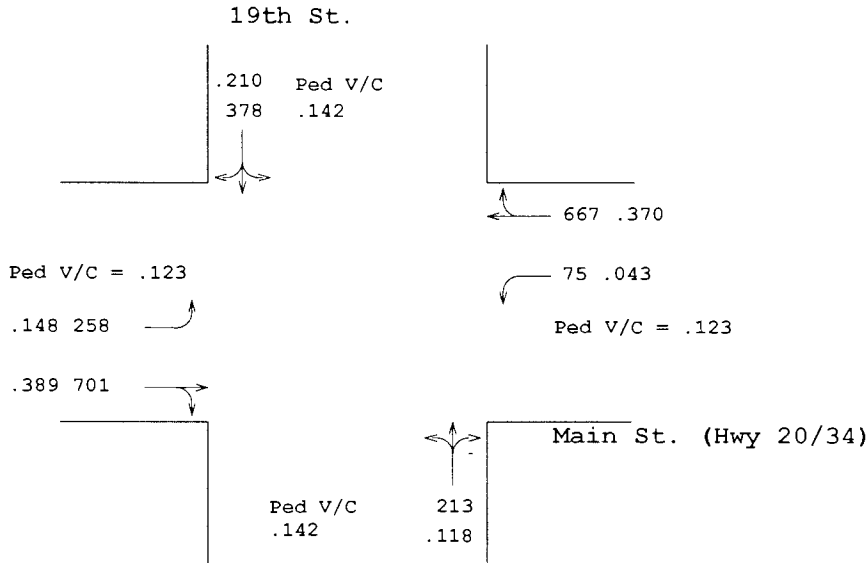 19th St.
.210 Ped V/C
378 .142
667 .370
Ped V/C = .123
75 .043
.148 258
Ped V/C = .123
.389 701
Main St. (Hwy 20/34)
Ped V/C 213
.142 .118